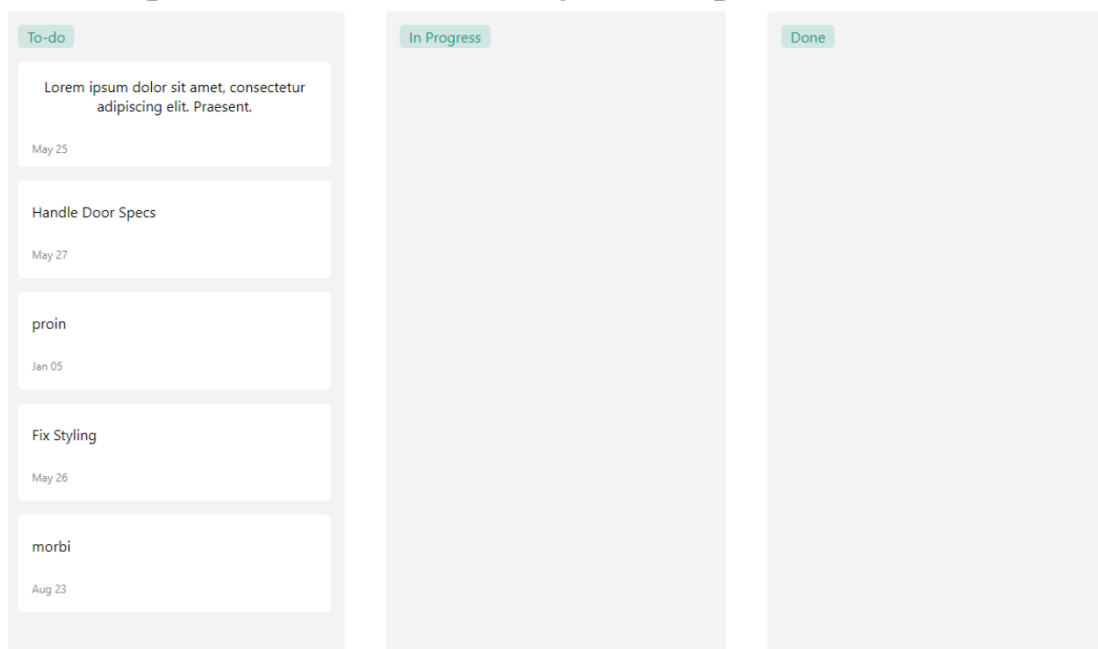 To-do
In Progress
Done
Lorem ipsum dolor sit amet, consectetur
adipiscing elit. Praesent.
May 25
Handle Door Specs
May 27
proin
Jan 05
Fix Styling
May 26
morbi
Aug 23